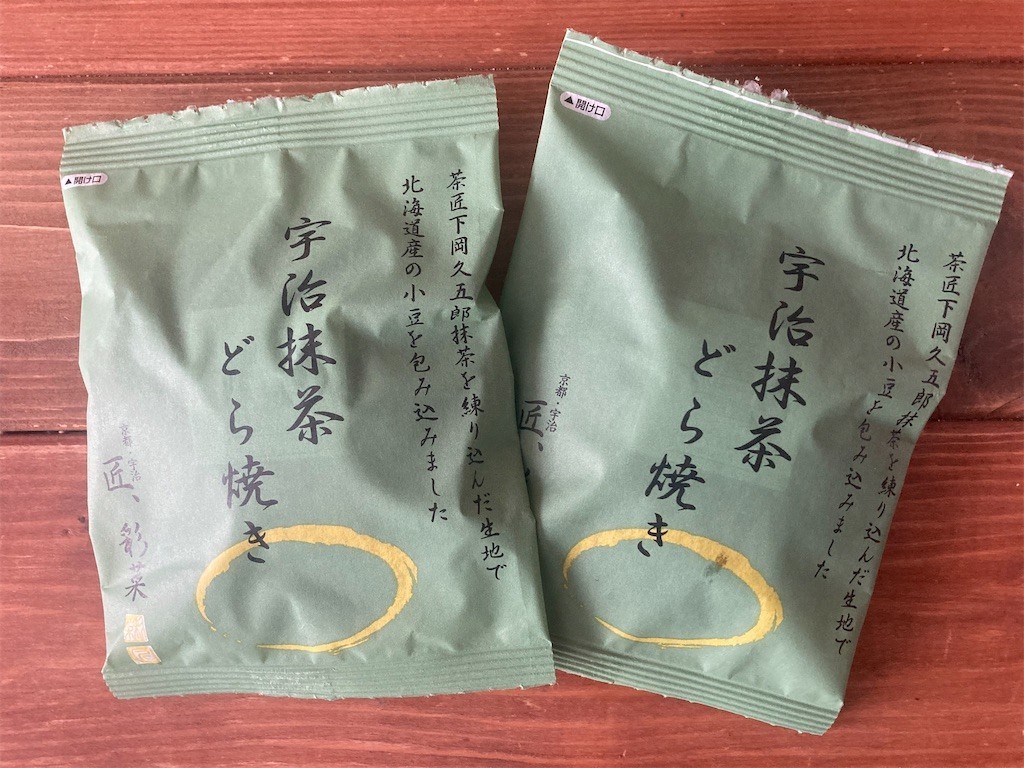 ▲開け口
茶匠下岡久五郎抹茶を練り込んだ生地で
北海道産の小豆を包み込みました
宇治抹茶
どら焼き
京都・宇治
匠、彩菜
▲開け口
茶匠下岡久五郎抹茶を練り込んだ生地で
北海道産の小豆を包み込みました
宇治抹茶
どら焼き
京都・宇治
匠、